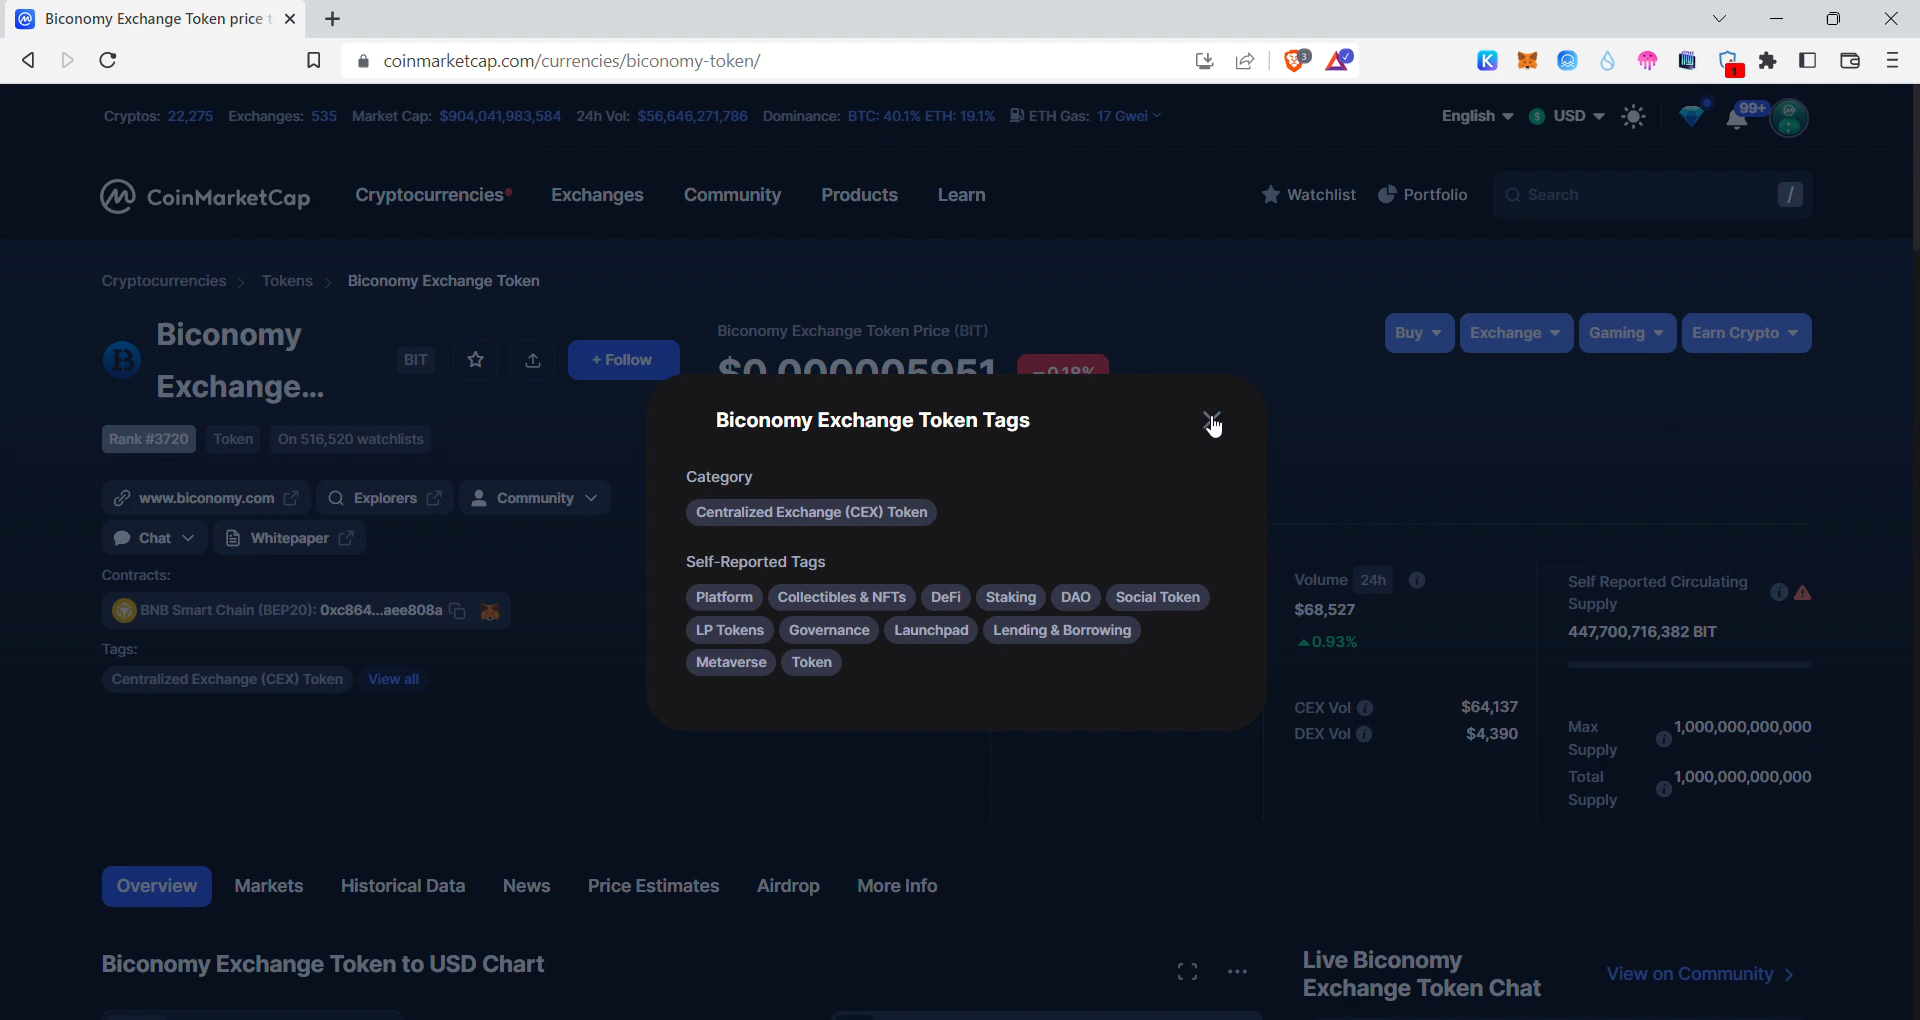 Biconomy Exchange Token price t
coinmarketcap.com/currencies/biconomy-token/
3
1
Cryptos: 22,275 Exchanges: 535 Market Cap: $904,041,983,584 24h Vol: $56,646,271,786 Dominance: BTC: 40.1% ETH: 19.1% ETH Gas: 17 Gwei
English USD 99+
CoinMarketCap Cryptocurrencies Exchanges Community Products Learn
Watchlist Portfolio Search /
Cryptocurrencies > Tokens > Biconomy Exchange Token
Biconomy
Exchange...
BIT
+ Follow
Biconomy Exchange Token Price (BIT)
$0.000005951 -0.18%
Buy Exchange Gaming Earn Crypto
Rank #3720 Token On 516,520 watchlists
www.biconomy.com Explorers Community
Chat Whitepaper
Contracts:
BNB Smart Chain (BEP20): 0xc864...aee808a
Tags:
Centralized Exchange (CEX) Token View all
Biconomy Exchange Token Tags
Category
Centralized Exchange (CEX) Token
Self-Reported Tags
Platform Collectibles & NFTs DeFi Staking DAO Social Token
LP Tokens Governance Launchpad Lending & Borrowing
Metaverse Token
Volume 24h
$68,527
0.93%
CEX Vol $64,137
DEX Vol $4,390
Self Reported Circulating
Supply
447,700,716,382 BIT
Max
Supply
1,000,000,000,000
Total
Supply
1,000,000,000,000
Overview Markets Historical Data News Price Estimates Airdrop More Info
Biconomy Exchange Token to USD Chart
Live Biconomy
Exchange Token Chat
View on Community >